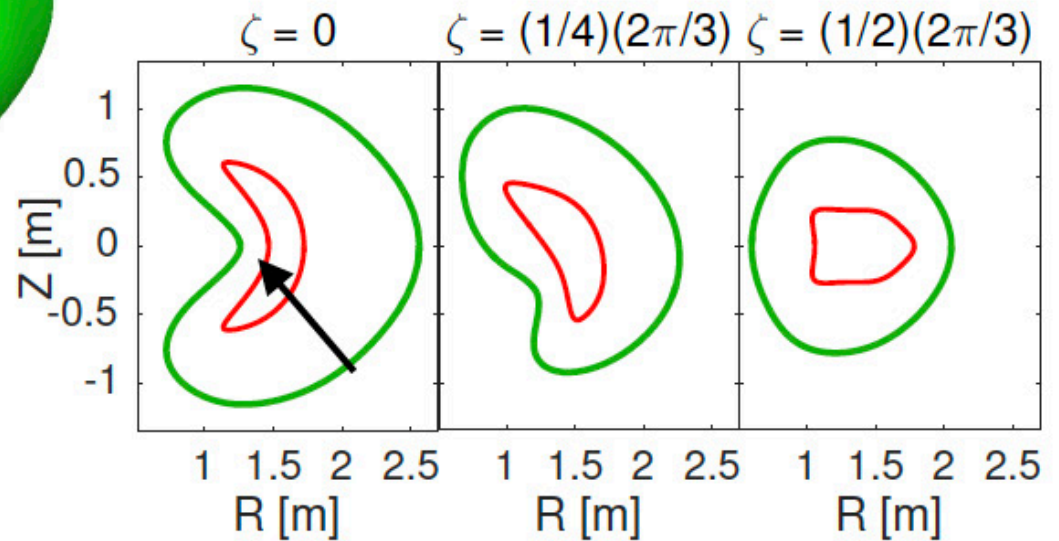 ζ = 0
ζ = (1/4)(2π/3)
ζ = (1/2)(2π/3)
Z [m]
1
0.5
0
-0.5
-1
1 1.5 2 2.5
1 1.5 2 2.5
1 1.5 2 2.5
R [m]
R [m]
R [m]